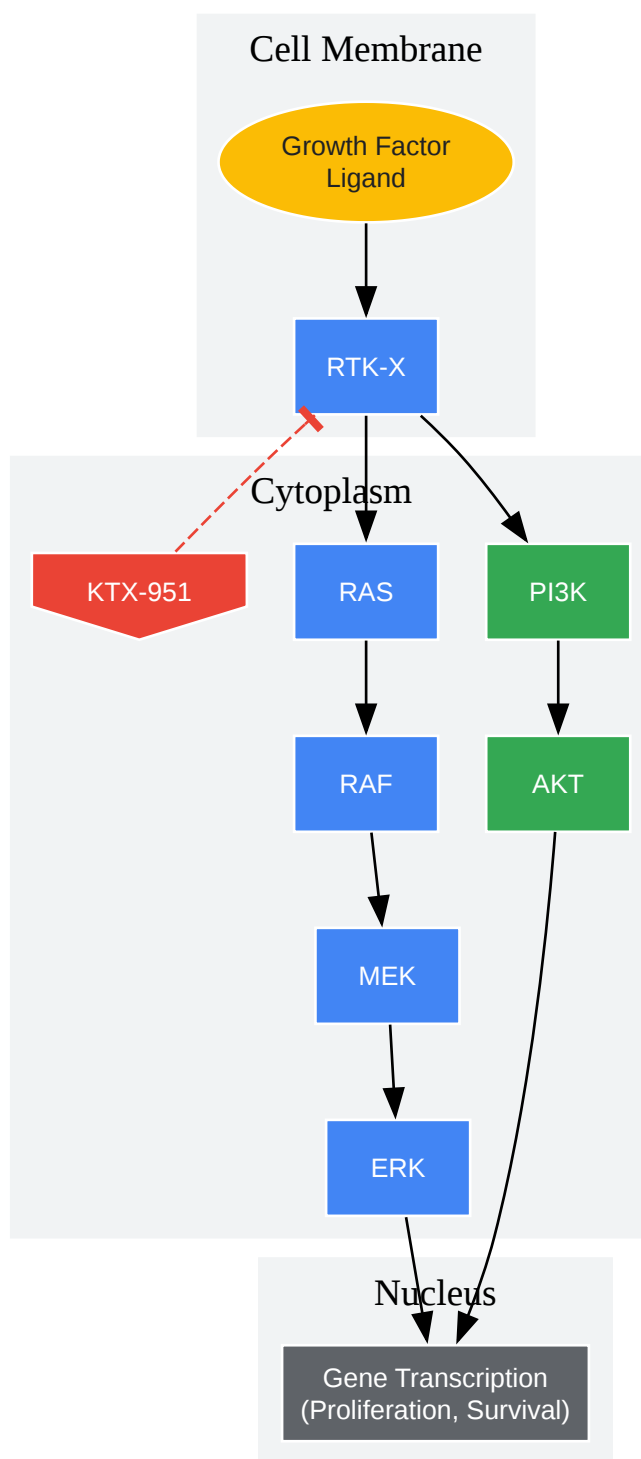 Cell Membrane
Growth Factor
Ligand
RTK-X
Cytoplasm
KTX-951
RAS
PI3K
RAF
AKT
MEK
ERK
Nucleus
Gene Transcription
(Proliferation, Survival)